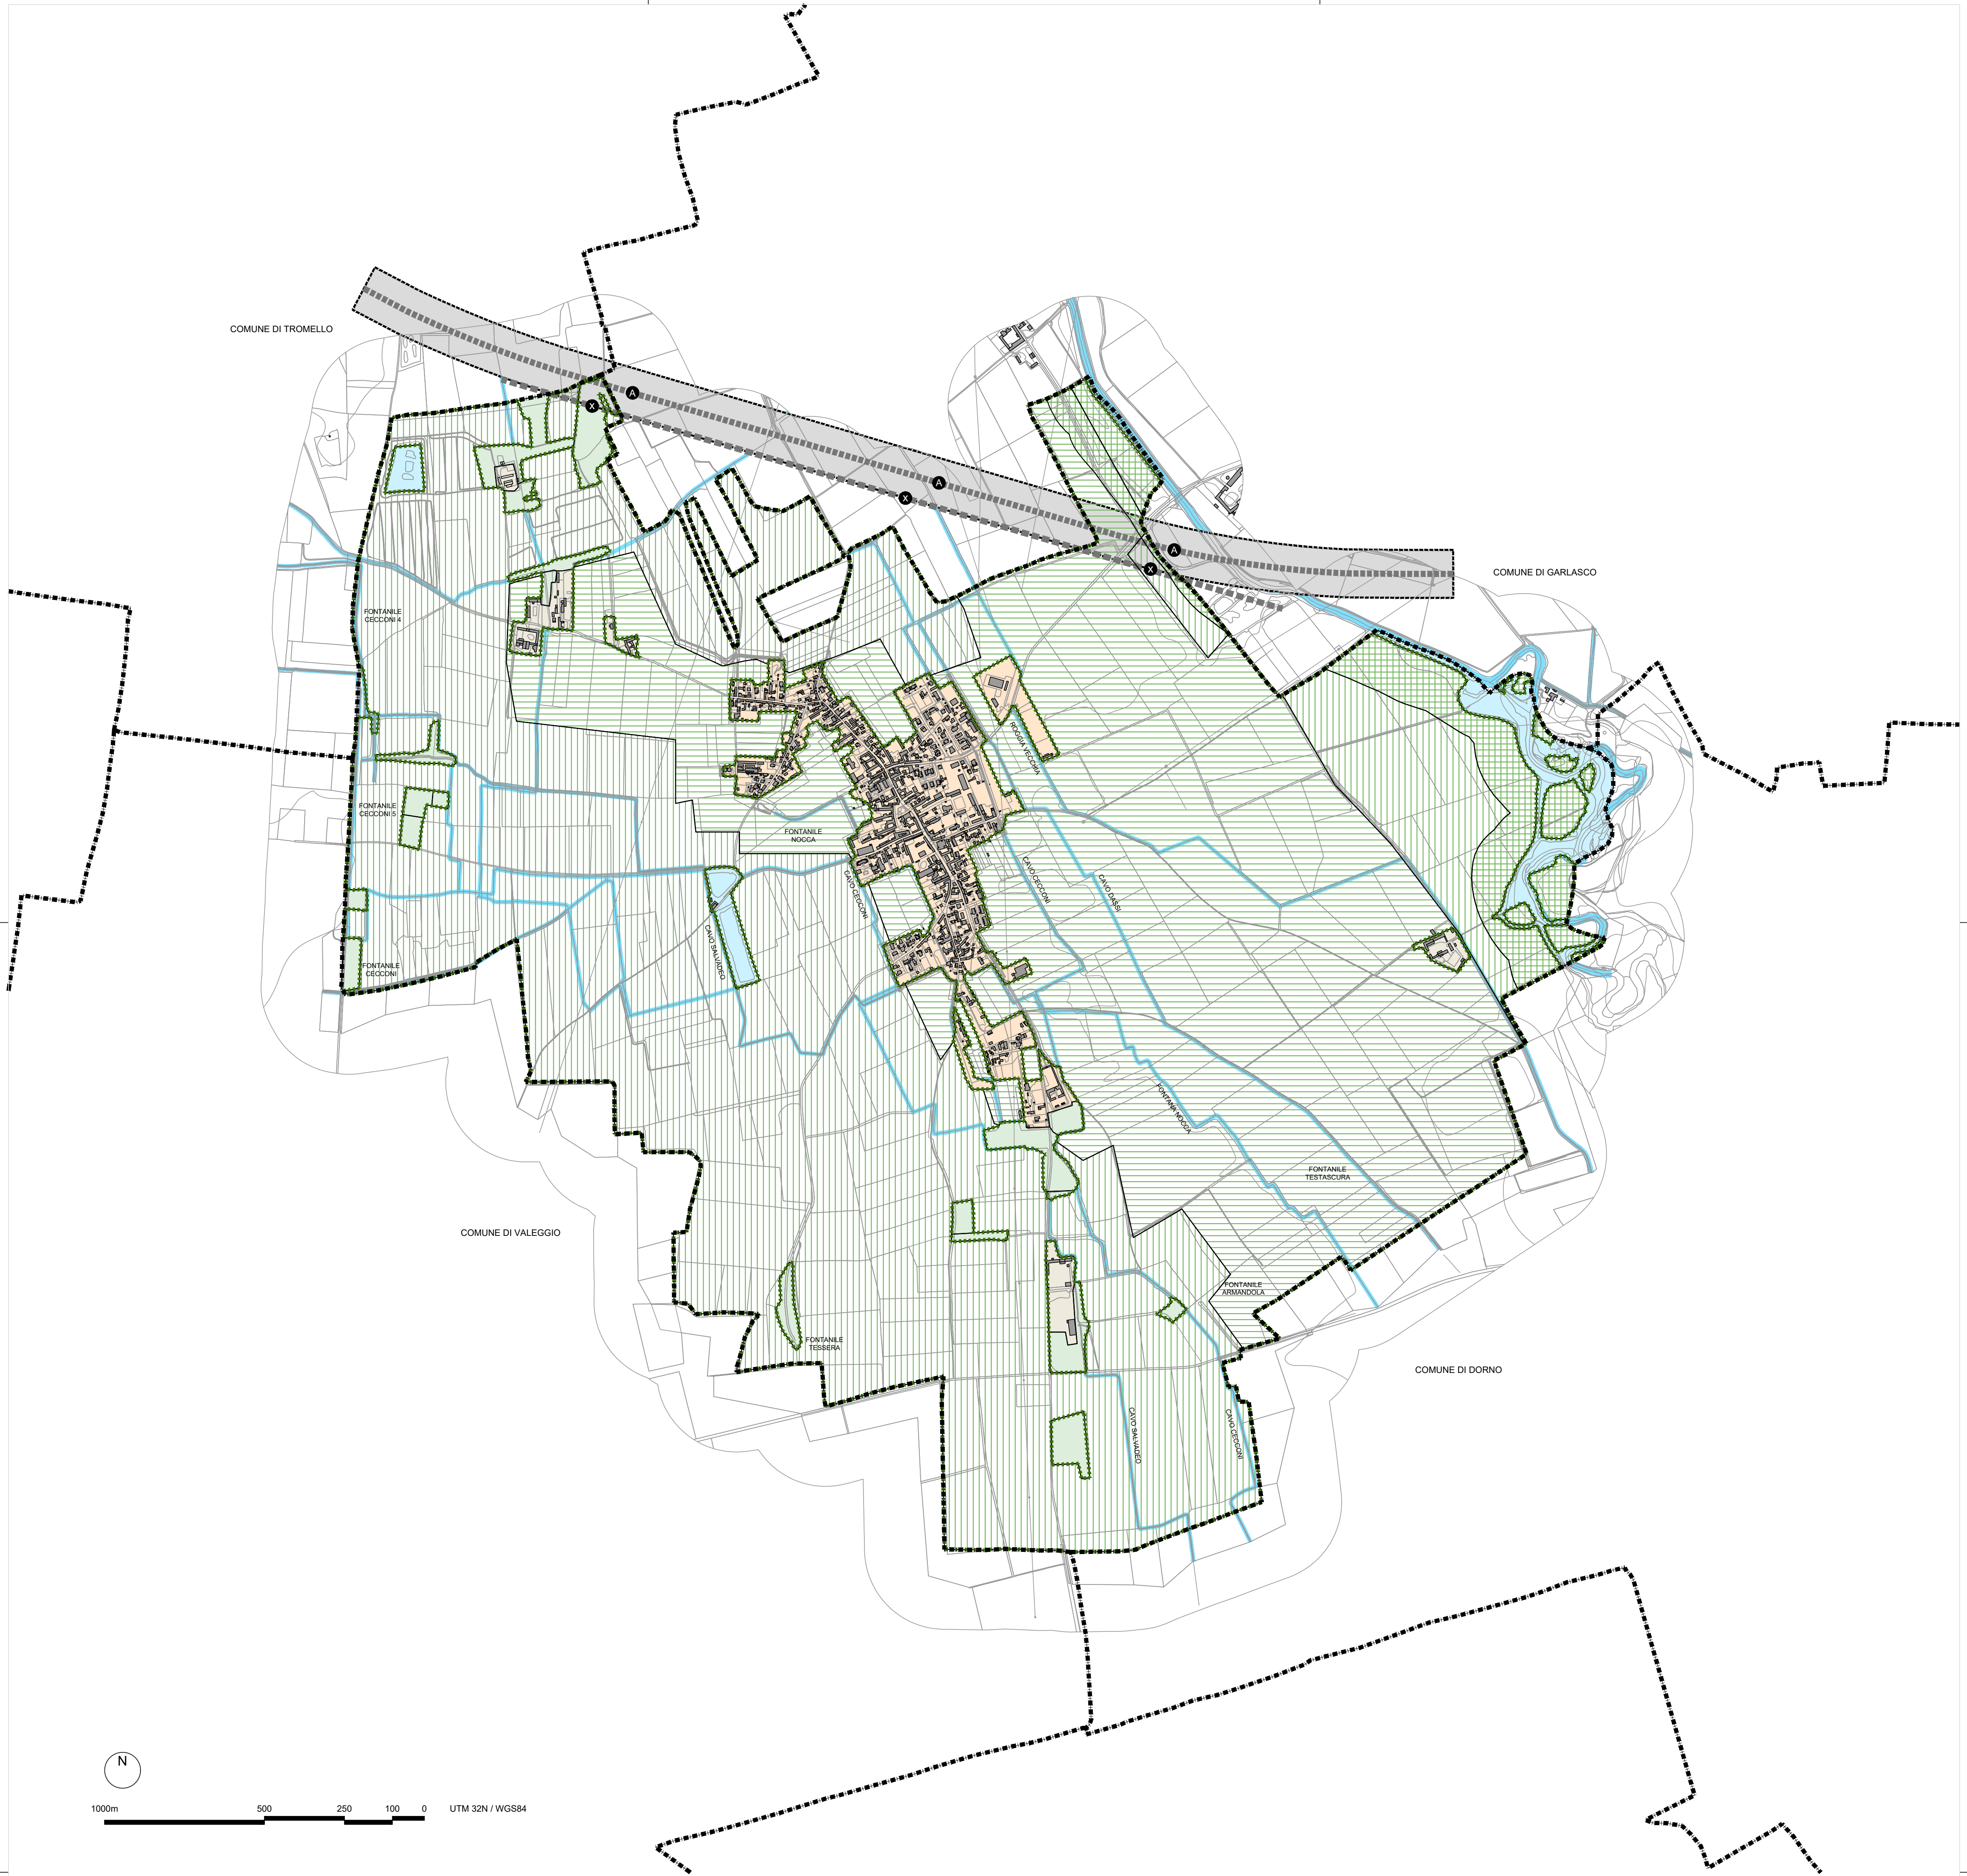 COMUNE DI TROMELLO
A
X
A
X
A
X
COMUNE DI GARLASCO
FONTANILE
CECCONI 4
ROGGIA VECCHIA
FONTANILE
CECCONI 5
FONTANILE
NOCCA
CAVO CECCONI
CAVO CECCONI
CAVO DASSI
CAVO SALVADEO
FONTANILE
CECCONI
FONTANA NOCCA
FONTANILE
TESTASCURA
COMUNE DI VALEGGIO
FONTANILE
ARMANDOLA
FONTANILE
TESSERA
COMUNE DI DORNO
CAVO SALVADEO
CAVO CECCONI
N
1000m 500 250 100 0 UTM 32N / WGS84